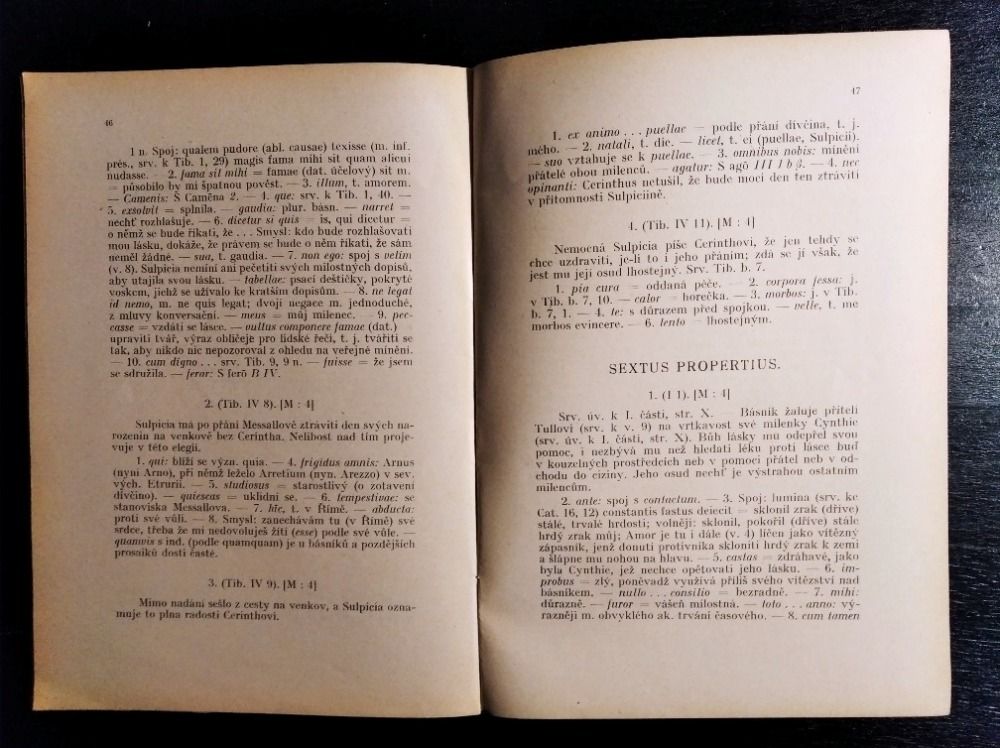 46
1 n. Spoj: qualem pudore (abl. causae) texisse (m. inf.
prés., srv. k Tib. 1, 29) magis fama mihi sit quam alicui
nudasse. — 2. fama sit mihi = famae (dat. účelový) sit m.
= působilo by mi špatnou pověst. — 3. illum, t. amorem.
— Camenis: S Caména 2. — 4. que: srv. k Tib. 1, 40. —
5. exsolvit = splnila. — gaudia: plur. básn. — narret =
nechť rozhlašuje. — 6. dicetur si quis = is, qui dicetur =
o němž se bude říkati, že . . . Smysl: kdo bude rozhlašovati
mou lásku, dokáže, že právem se bude o něm říkati, že sám
neměl žádné. — sua, t. gaudia. — 7. non ego: spoj s velim
(v. 8). Sulpicia nemíní ani pečetiti svých milostných dopisů,
aby utajila svou lásku. — tabellae: psací destičky, pokryté
voskem, jichž se užívalo ke kratším dopisům. — 8. ne legat
id nemo, m. ne quis legat; dvojí negace m. jednoduché,
z mluvy konversační. — meus = můj milenec. — 9. pec-
casse = vzdáti se lásce. — vultus componere famae (dat.)
upraviti tvář, výraz obličeje pro lidské řeči, t. j. tvářiti se
tak, aby nikdo nic nepozoroval z ohledu na veřejné mínění.
— 10. cum digno . . . srv. Tib. 9, 9 n. — fuisse = že jsem
se sdružila. — ferar: S ferō B IV.
2. (Tib. IV 8). [M : 4]
Sulpicia má po přání Messallově ztráviti den svých na-
rozenin na venkově bez Cerintha. Nelibost nad tím proje-
vuje v této elegii.
1. qui: blíží se význ. quia. — 4. frigidus amnis: Arnus
(nyní Arno), při němž leželo Arretium (nyn. Arezzo) v sev.
vých. Etrurii. — 5. studiosus = starostlivý (o zotavení
dívčino). — quiescas = uklidni se. — 6. tempestivae: se
stanoviska Messallova. — 7. hīc, t. v Římě. — abducta:
proti své vůli. — 8. Smysl: zanechávám tu (v Římě) své
srdce, třeba že mi nedovoluješ žíti (esse) podle své vůle. —
quamvis s ind. (podle quamquam) je u básníků a pozdějších
prosaiků dosti časté.
3. (Tib. IV 9). [M : 4]
Mimo nadání sešlo z cesty na venkov, a Sulpicia ozna-
muje to plna radosti Cerinthovi.
47
1. ex animo . . . puellae = podle přání dívčina, t. j.
mého. — 2. natali, t. die. — licet, t. ei (puellae, Sulpicii).
— suo vztahuje se k puellae. — 3. omnibus nobis: míněni
přátelé obou milenců. — agatur: S agō III 1 b β. — 4. nec
opinanti: Cerinthus netušil, že bude moci den ten ztráviti
v přítomnosti Sulpiciině.
4. (Tib. IV 11). [M : 4]
Nemocná Sulpicia píše Cerinthovi, že jen tehdy se
chce uzdraviti, je-li to i jeho přáním; zdá se jí však, že
jest mu její osud lhostejný. Srv. Tib. b. 7.
1. pia cura = oddaná péče. — 2. corpora fessa: j.
v Tib. b. 7, 10. — calor = horečka. — 3. morbos: j. v Tib.
b. 7, 1. — 4. te: s důrazem před spojkou. — velle, t. me
morbos evincere. — 6. lento = lhostejným.
SEXTUS PROPERTIUS.
1. (I 1). [M : 4]
Srv. úv. k I. části, str. X. — Básník žaluje příteli
Tullovi (srv. k v. 9) na vrtkavost své milenky Cynthie
(srv. úv. k I. části, str. X). Bůh lásky mu odepřel svou
pomoc, i nezbývá mu než hledati léku proti lásce buď
v kouzelných prostředcích neb v pomoci přátel neb v od-
chodu do ciziny. Jeho osud nechť je výstrahou ostatním
milencům.
2. ante: spoj s contactum. — 3. Spoj: lumina (srv. ke
Cat. 16, 12) constantis fastus deiecit = sklonil zrak (dříve)
stálé, trvalé hrdosti; volněji: sklonil, pokořil (dříve) stále
hrdý zrak můj; Amor je tu i dále (v. 4) líčen jako vítězný
zápasník, jenž donutí protivníka skloniti hrdý zrak k zemi
a šlápne mu nohou na hlavu. — 5. castas = zdráhavé, jako
byla Cynthie, jež nechce opětovati jeho lásku. — 6. im-
probus = zlý, poněvadž využívá příliš svého vítězství nad
básníkem. — nullo . . . consilio = bezradně. — 7. mihi:
důrazně. — furor = vášeň milostná. — toto . . . anno: vý-
razněji m. obvyklého ak. trvání časového. — 8. cum tamen